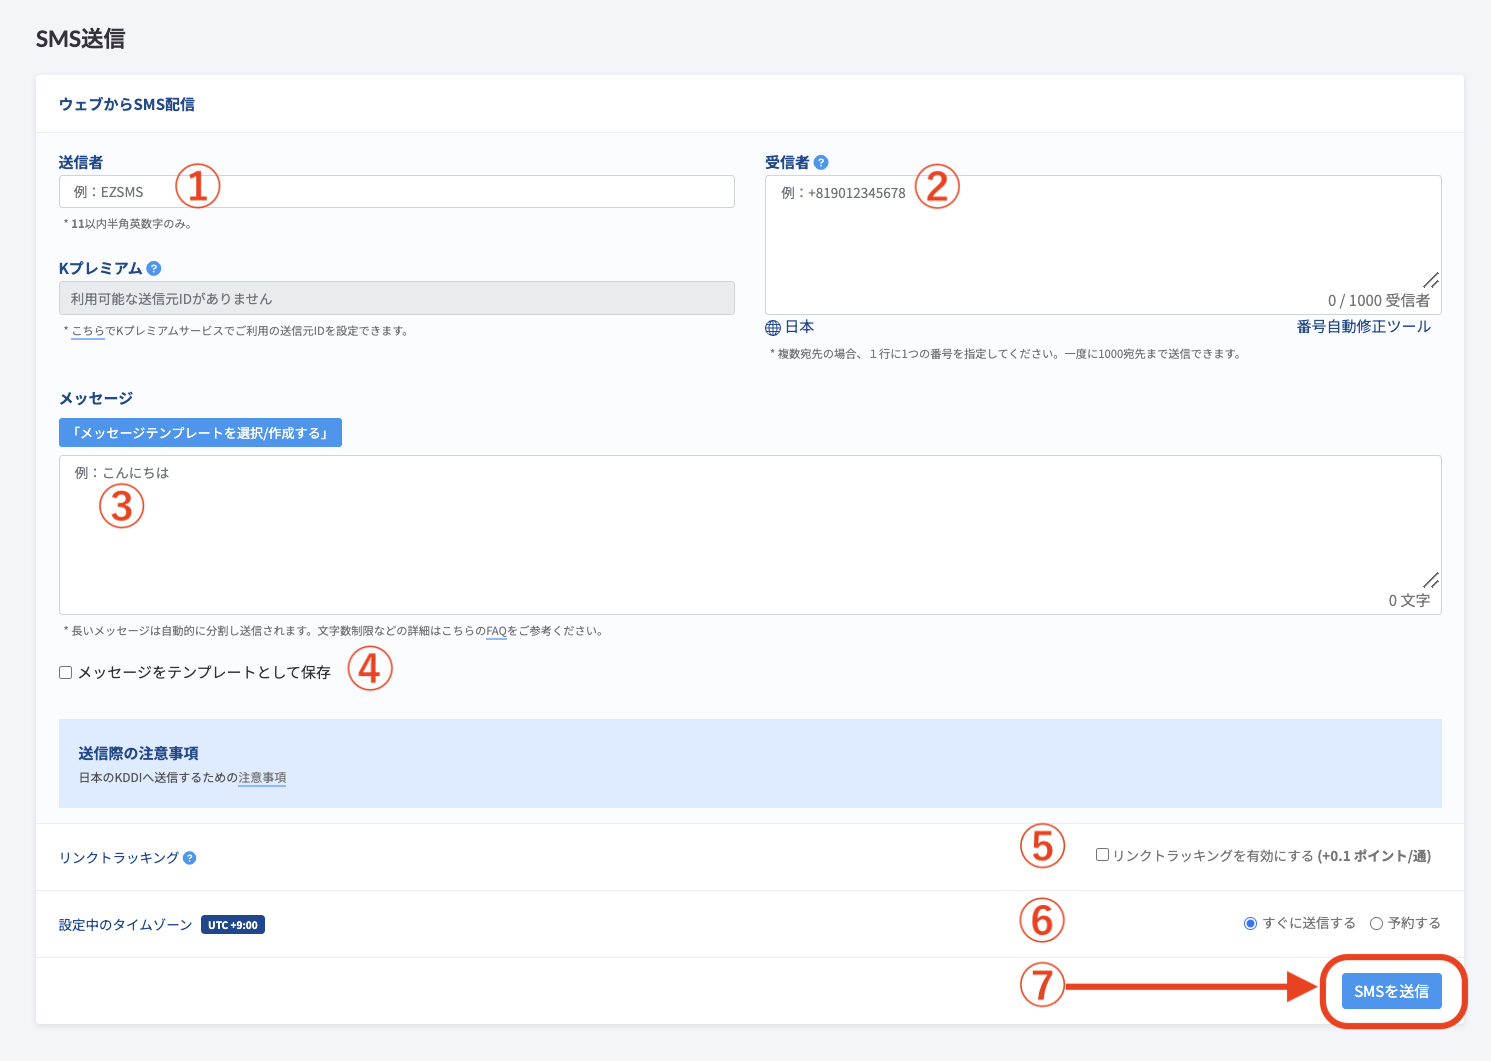 SMS送信
ウェブからSMS配信
送信者
例：EZSMS
①
* 11以内半角英数字のみ。
Kプレミアム ?
利用可能な送信元IDがありません
* こちらでKプレミアムサービスでご利用の送信元IDを設定できます。
受信者 ?
例：+819012345678
②
0 / 1000 受信者
日本
番号自動修正ツール
* 複数宛先の場合、１行に1つの番号を指定してください。一度に1000宛先まで送信できます。
メッセージ
「メッセージテンプレートを選択/作成する」
例：こんにちは
③
0 文字
* 長いメッセージは自動的に分割し送信されます。文字数制限などの詳細はこちらのFAQをご参考ください。
メッセージをテンプレートとして保存
④
送信際の注意事項
日本のKDDIへ送信するための注意事項
リンクトラッキング ?
⑤
リンクトラッキングを有効にする (+0.1 ポイント/通)
設定中のタイムゾーン UTC +9:00
⑥
すぐに送信する 予約する
⑦
SMSを送信